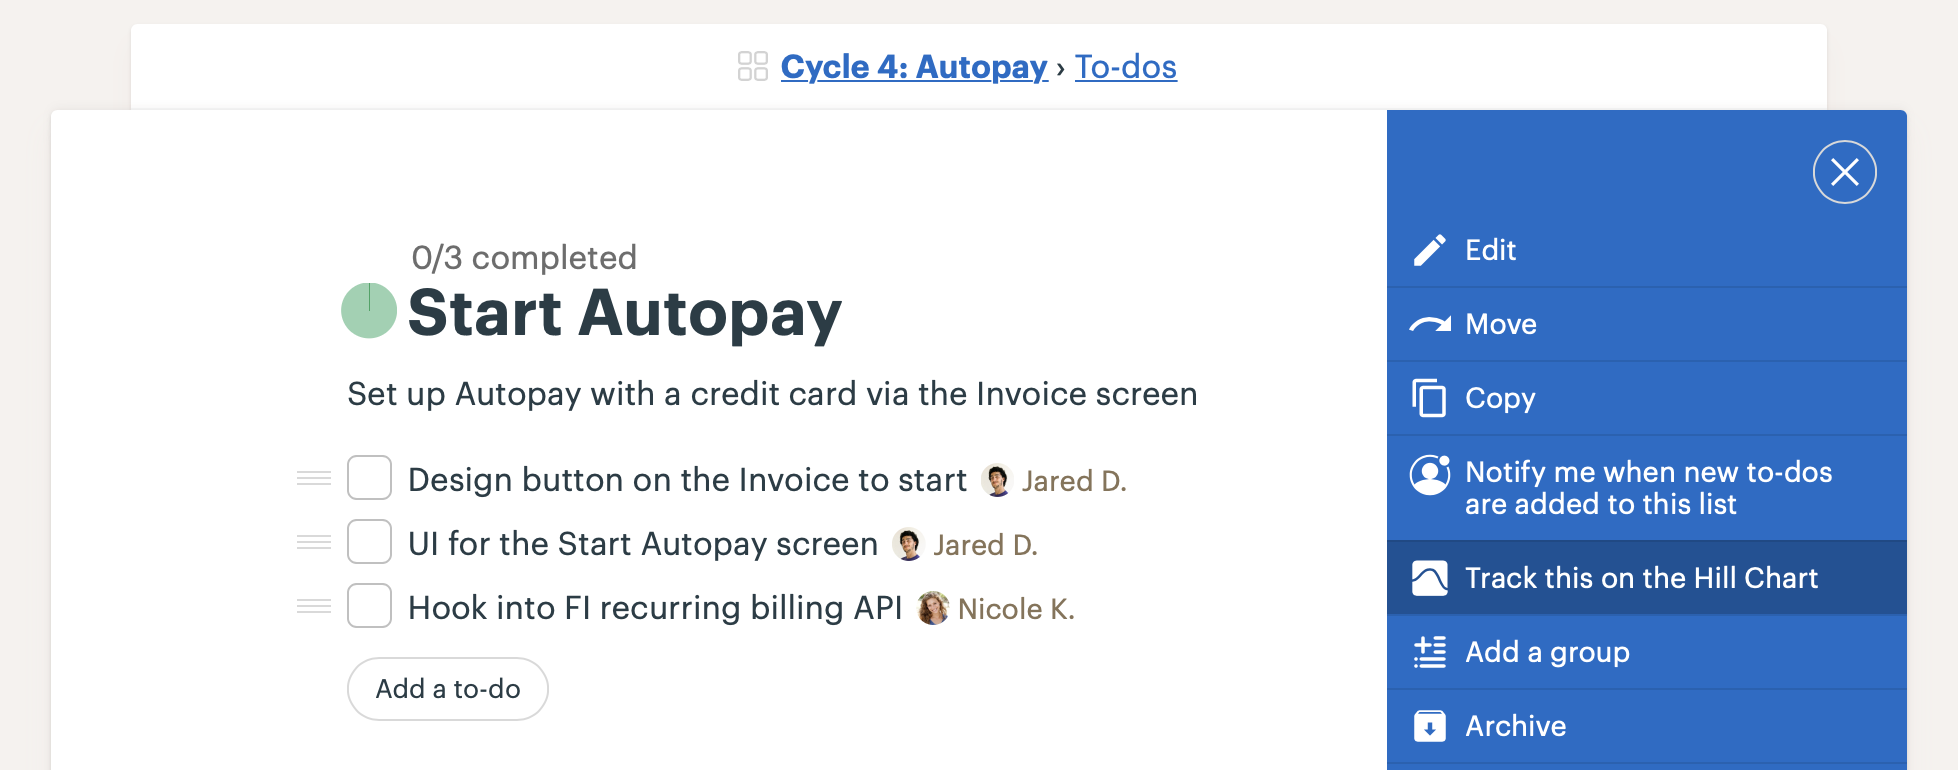 Cycle 4: Autopay › To-dos
0/3 completed
Start Autopay
Set up Autopay with a credit card via the Invoice screen
Design button on the Invoice to start Jared D.
UI for the Start Autopay screen Jared D.
Hook into FI recurring billing API Nicole K.
Add a to-do
Edit
Move
Copy
Notify me when new to-dos
are added to this list
Track this on the Hill Chart
Add a group
Archive